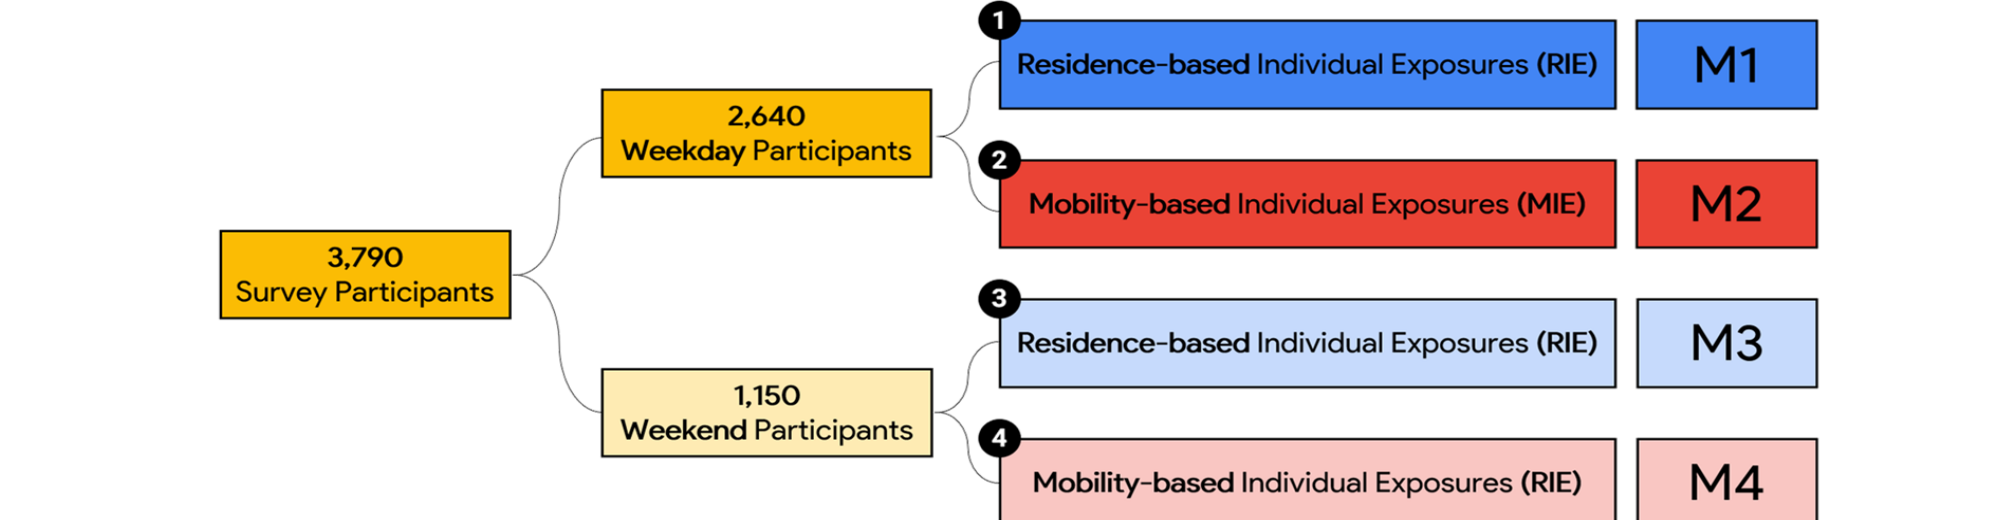 3,790
Survey Participants
2,640
Weekday Participants
1,150
Weekend Participants
1
Residence-based Individual Exposures (RIE)
M1
2
Mobility-based Individual Exposures (MIE)
M2
3
Residence-based Individual Exposures (RIE)
M3
4
Mobility-based Individual Exposures (RIE)
M4